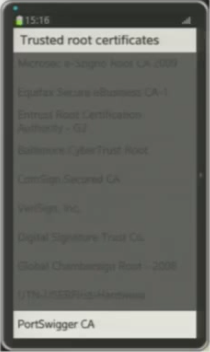 15:16
Trusted root certificates
Microsec e-Szigno Root CA 2009
Equifax Secure eBusiness CA-1
Entrust Root Certification
Authority - G2
Baltimore CyberTrust Root
ComSign Secured CA
VeriSign, Inc.
Digital Signature Trust Co.
Global Chambersign Root - 2008
UTN-USERFirst-Hardware
PortSwigger CA